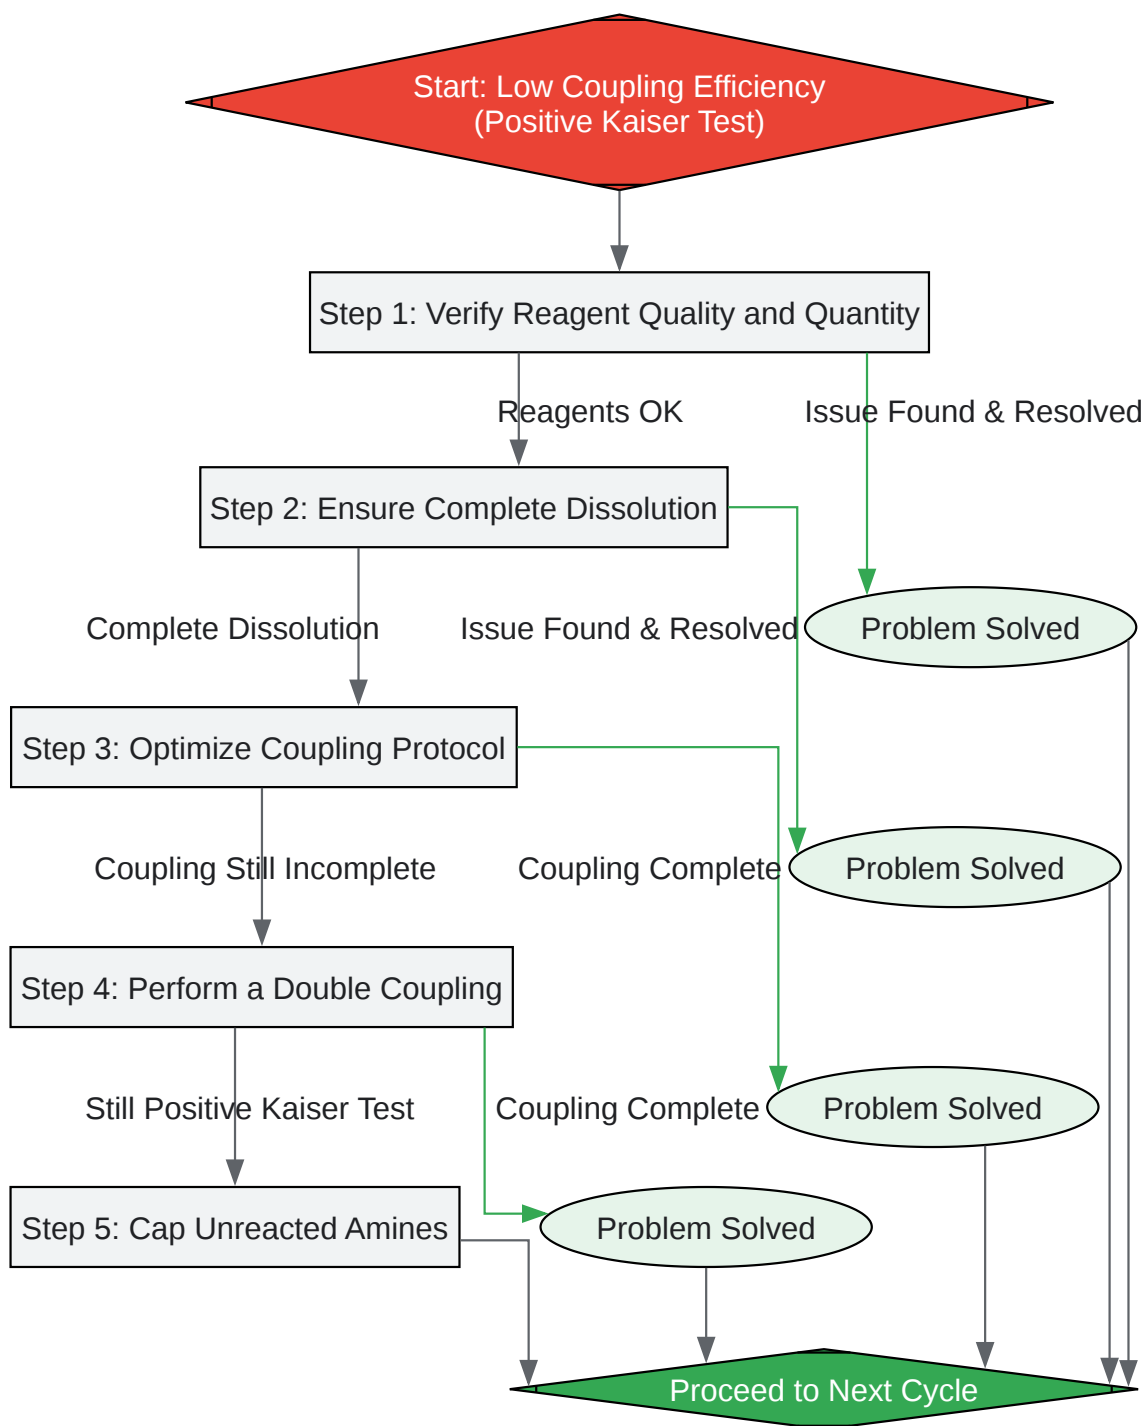 Start: Low Coupling Efficiency
(Positive Kaiser Test)
Step 1: Verify Reagent Quality and Quantity
Reagents OK
Issue Found & Resolved
Step 2: Ensure Complete Dissolution
Complete Dissolution
Issue Found & Resolved
Problem Solved
Step 3: Optimize Coupling Protocol
Coupling Still Incomplete
Coupling Complete
Problem Solved
Step 4: Perform a Double Coupling
Still Positive Kaiser Test
Coupling Complete
Problem Solved
Step 5: Cap Unreacted Amines
Problem Solved
Proceed to Next Cycle